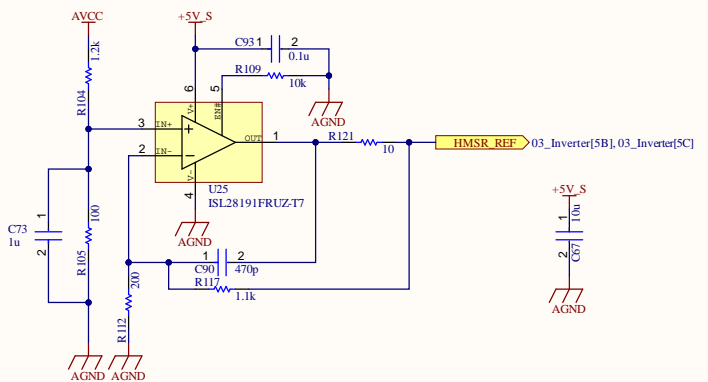 AVCC
+5V_S
1.2k
R104
C93
1
2
0.1u
R109
10k
AGND
6
5
V+
EN#
3
IN+
2
IN-
OUT
1
V-
4
U25
ISL28191FRUZ-T7
AGND
R121
10
HMSR_REF
03_Inverter[5B], 03_Inverter[5C]
1
C73
1u
2
100
R105
1
2
C90
470p
R117
1.1k
200
R112
AGND
AGND
+5V_S
1
10u
2
C67
AGND